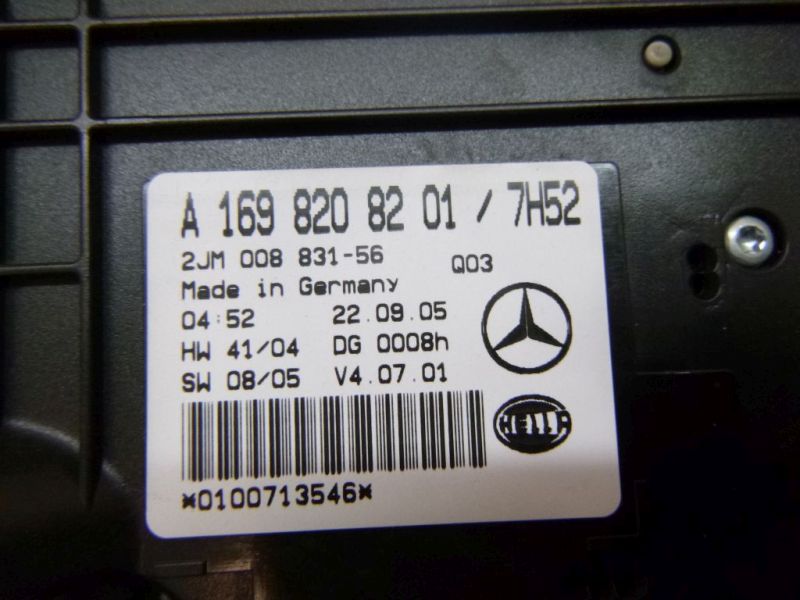 A 169 820 82 01 / 7H52
2JM 008 831-56 Q03
Made in Germany
04:52 22.09.05
HW 41/04 DG 0008h
SW 08/05 V4.07.01
HELLA
*0100713546*